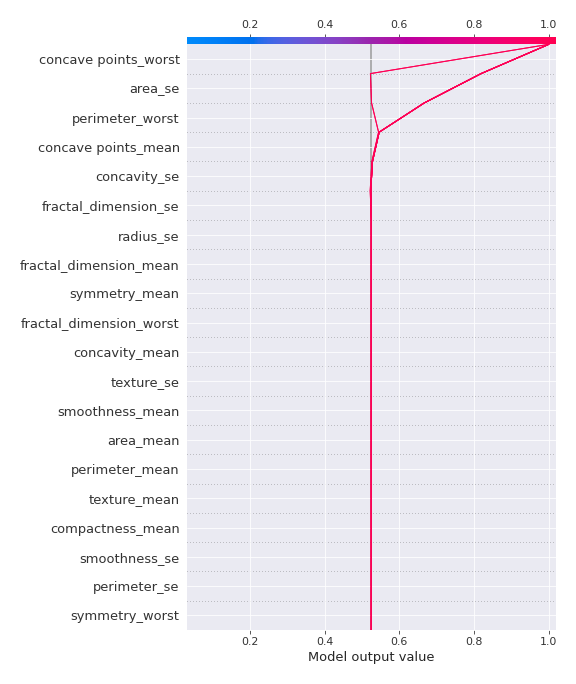 0.2 0.4 0.6 0.8 1.0
concave points_worst
area_se
perimeter_worst
concave points_mean
concavity_se
fractal_dimension_se
radius_se
fractal_dimension_mean
symmetry_mean
fractal_dimension_worst
concavity_mean
texture_se
smoothness_mean
area_mean
perimeter_mean
texture_mean
compactness_mean
smoothness_se
perimeter_se
symmetry_worst
0.2 0.4 0.6 0.8 1.0
Model output value